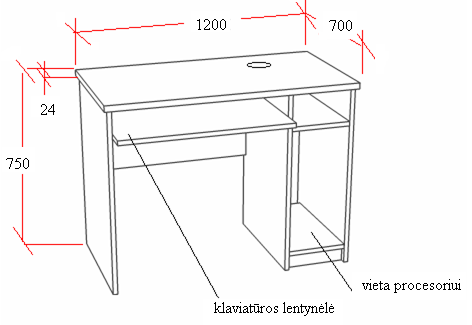 1200
700
24
750
vieta procesoriui
klaviatūros lentynėlė